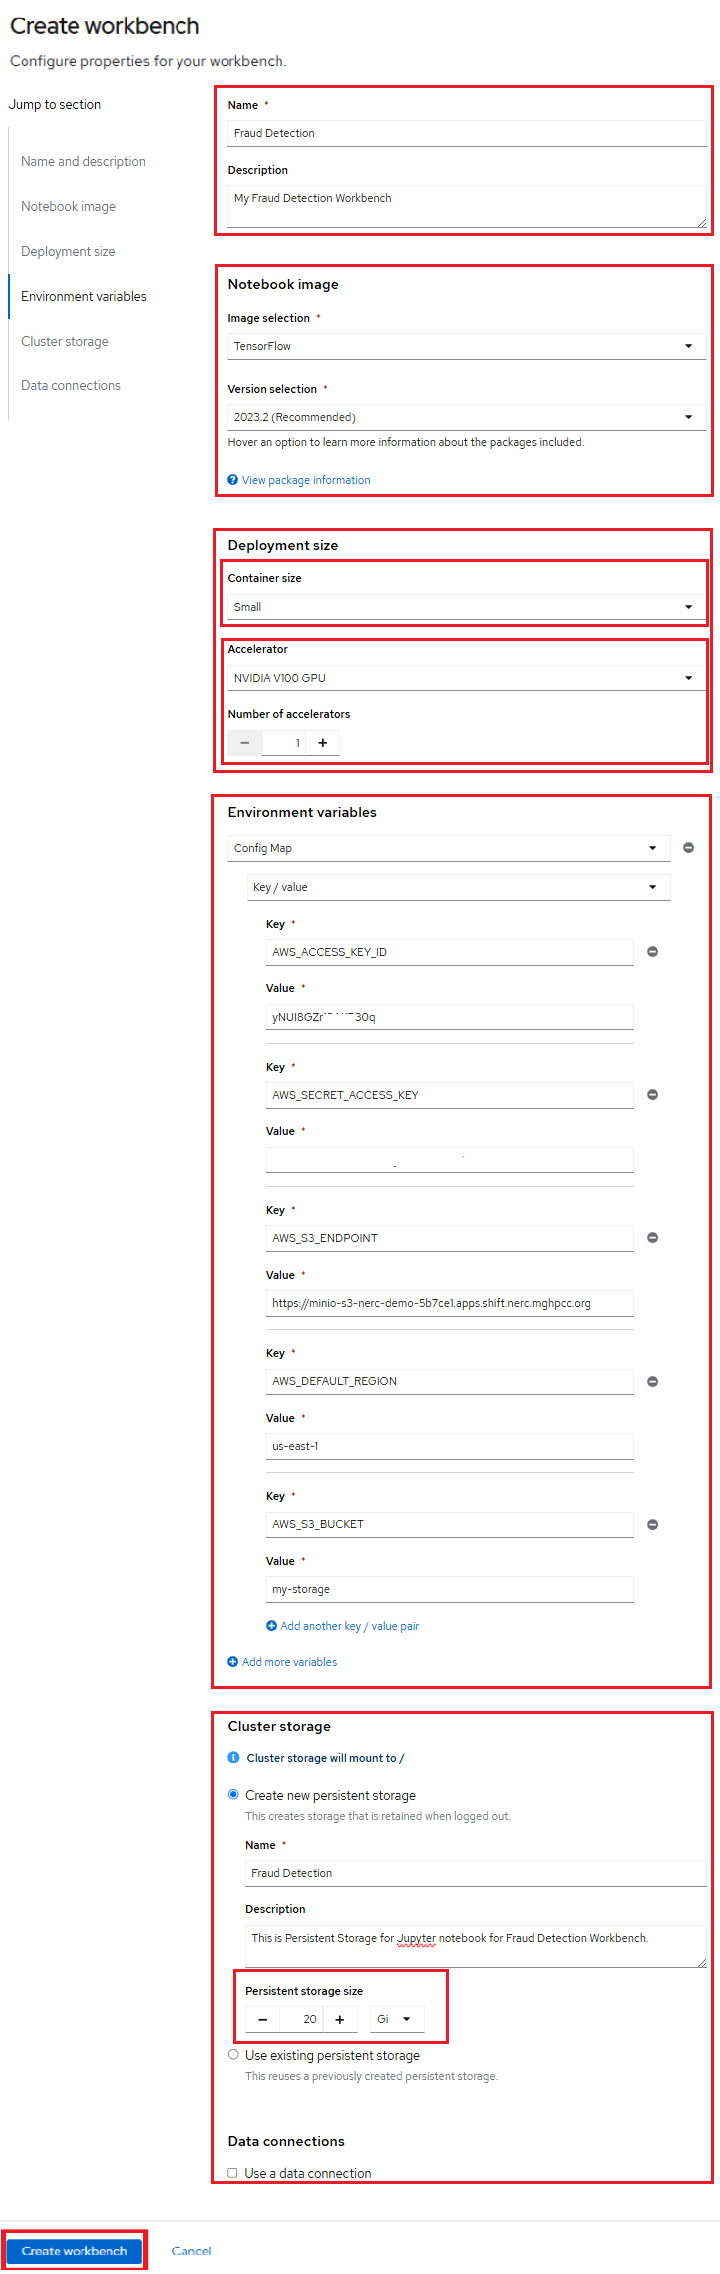 Create workbench
Configure properties for your workbench.
Jump to section
Name and description
Notebook image
Deployment size
Environment variables
Cluster storage
Data connections
Name *
Fraud Detection
Description
My Fraud Detection Workbench
Notebook image
Image selection *
TensorFlow
Version selection *
2023.2 (Recommended)
Hover an option to learn more information about the packages included.
View package information
Deployment size
Container size
Small
Accelerator
NVIDIA V100 GPU
Number of accelerators
1
Environment variables
Config Map
Key / value
Key *
AWS_ACCESS_KEY_ID
Value *
Key *
AWS_SECRET_ACCESS_KEY
Value *
Key *
AWS_S3_ENDPOINT
Value *
https://minio-s3-nerc-demo-5b7ce1.apps.shift.nerc.mghpcc.org
Key *
AWS_DEFAULT_REGION
Value *
us-east-1
Key *
AWS_S3_BUCKET
Value *
my-storage
Add another key / value pair
Add more variables
Cluster storage
Cluster storage will mount to /
Create new persistent storage
This creates storage that is retained when logged out.
Name *
Fraud Detection
Description
This is Persistent Storage for Jupyter notebook for Fraud Detection Workbench.
Persistent storage size
20 Gi
Use existing persistent storage
This reuses a previously created persistent storage.
Data connections
Use a data connection
Create workbench Cancel